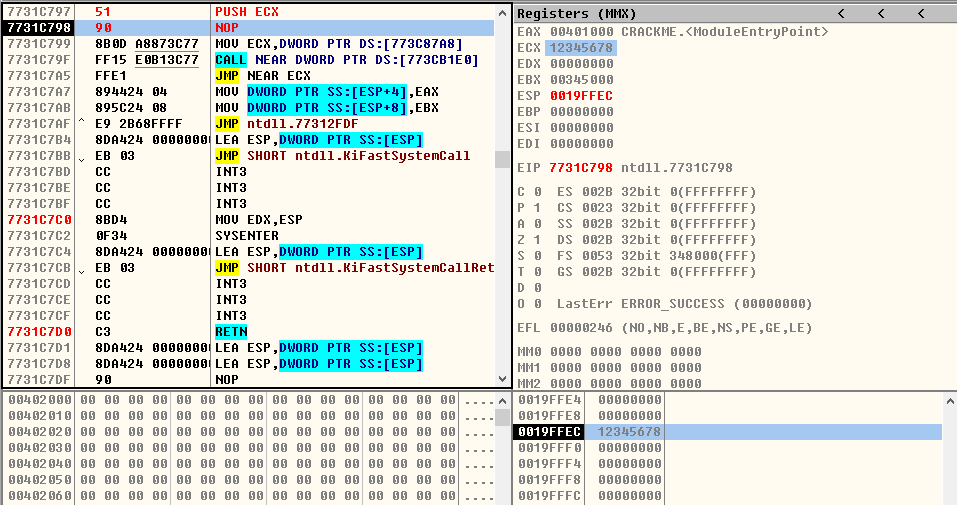 7731C797 51 PUSH ECX
7731C798 90 NOP
7731C799 8B0D A8873C77 MOV ECX,DWORD PTR DS:[773C87A8]
7731C79F FF15 E0B13C77 CALL NEAR DWORD PTR DS:[773CB1E0]
7731C7A5 FFE1 JMP NEAR ECX
7731C7A7 894424 04 MOV DWORD PTR SS:[ESP+4],EAX
7731C7AB 895C24 08 MOV DWORD PTR SS:[ESP+8],EBX
7731C7AF ^ E9 2B68FFFF JMP ntdll.77312FDF
7731C7B4 8DA424 00000000 LEA ESP,DWORD PTR SS:[ESP]
7731C7BB EB 03 JMP SHORT ntdll.KiFastSystemCall
7731C7BD CC INT3
7731C7BE CC INT3
7731C7BF CC INT3
7731C7C0 8BD4 MOV EDX,ESP
7731C7C2 0F34 SYSENTER
7731C7C4 8DA424 00000000 LEA ESP,DWORD PTR SS:[ESP]
7731C7CB EB 03 JMP SHORT ntdll.KiFastSystemCallRet
7731C7CD CC INT3
7731C7CE CC INT3
7731C7CF CC INT3
7731C7D0 C3 RETN
7731C7D1 8DA424 00000000 LEA ESP,DWORD PTR SS:[ESP]
7731C7D8 8DA424 00000000 LEA ESP,DWORD PTR SS:[ESP]
7731C7DF 90 NOP
Registers (MMX) < < <
EAX 00401000 CRACKME.<ModuleEntryPoint>
ECX 12345678
EDX 00000000
EBX 00345000
ESP 0019FFEC
EBP 00000000
ESI 00000000
EDI 00000000
EIP 7731C798 ntdll.7731C798
C 0 ES 002B 32bit 0(FFFFFFFF)
P 1 CS 0023 32bit 0(FFFFFFFF)
A 0 SS 002B 32bit 0(FFFFFFFF)
Z 1 DS 002B 32bit 0(FFFFFFFF)
S 0 FS 0053 32bit 348000(FFF)
T 0 GS 002B 32bit 0(FFFFFFFF)
D 0
O 0 LastErr ERROR_SUCCESS (00000000)
EFL 00000246 (NO,NB,E,BE,NS,PE,GE,LE)
MM0 0000 0000 0000 0000
MM1 0000 0000 0000 0000
MM2 0000 0000 0000 0000
00402000 00 00 00 00 00 00 00 00 00 00 00 00 00 00 00 00 ....
00402010 00 00 00 00 00 00 00 00 00 00 00 00 00 00 00 00 ....
00402020 00 00 00 00 00 00 00 00 00 00 00 00 00 00 00 00 ....
00402030 00 00 00 00 00 00 00 00 00 00 00 00 00 00 00 00 ....
00402040 00 00 00 00 00 00 00 00 00 00 00 00 00 00 00 00 ....
00402050 00 00 00 00 00 00 00 00 00 00 00 00 00 00 00 00 ....
00402060 00 00 00 00 00 00 00 00 00 00 00 00 00 00 00 00 ....
0019FFE4 00000000
0019FFE8 00000000
0019FFEC 12345678
0019FFF0 00000000
0019FFF4 00000000
0019FFF8 00000000
0019FFFC 00000000